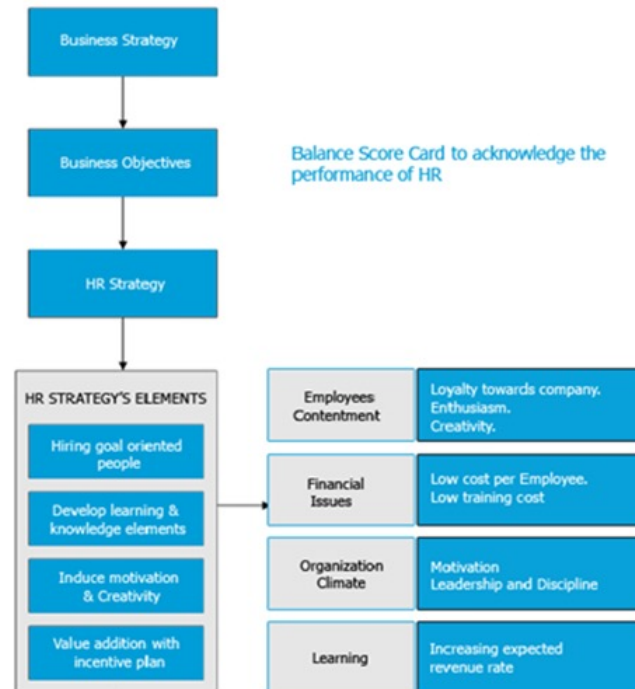 Business Strategy
Business Objectives
Balance Score Card to acknowledge the
performance of HR
HR Strategy
HR STRATEGY'S ELEMENTS
Hiring goal oriented
people
Develop learning &
knowledge elements
Induce motivation
& Creativity
Value addition with
incentive plan
Employees
Contentment
Loyalty towards company.
Enthusiasm.
Creativity.
Financial
Issues
Low cost per Employee.
Low training cost
Organization
Climate
Motivation
Leadership and Discipline
Learning
Increasing expected
revenue rate